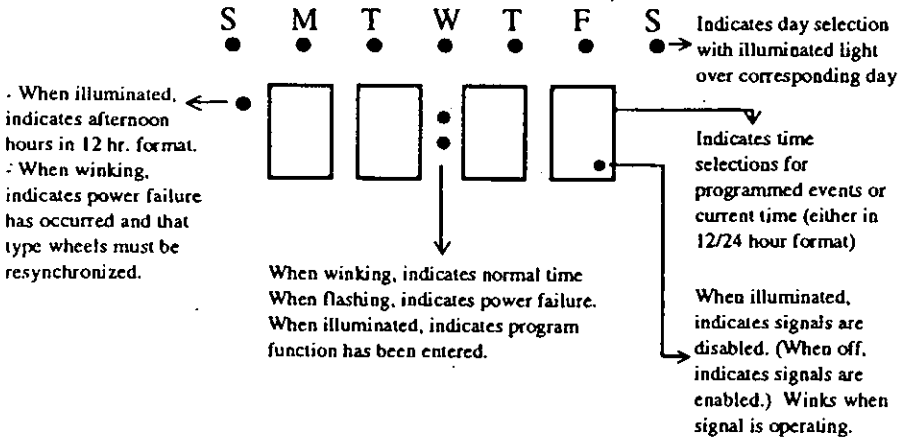 S M T W T F S
Indicates day selection
with illuminated light
over corresponding day
- When illuminated,
indicates afternoon
hours in 12 hr. format.
- When winking,
indicates power failure
has occurred and that
type wheels must be
resynchronized.
Indicates time
selections for
programmed events or
current time (either in
12/24 hour format)
When winking, indicates normal time
When flashing, indicates power failure.
When illuminated, indicates program
function has been entered.
When illuminated,
indicates signals are
disabled. (When off,
indicates signals are
enabled.) Winks when
signal is operating.